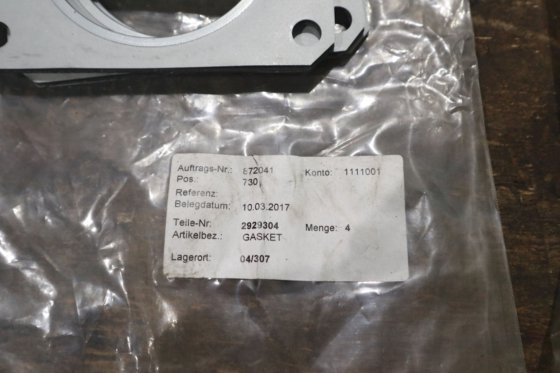 Auftrags-Nr.: 872041 Konto: 1111001
Pos.: 730
Referenz:
Belegdatum: 10.03.2017
Teile-Nr: 2929304 Menge: 4
Artikelbez.: GASKET
Lagerort: 04/307